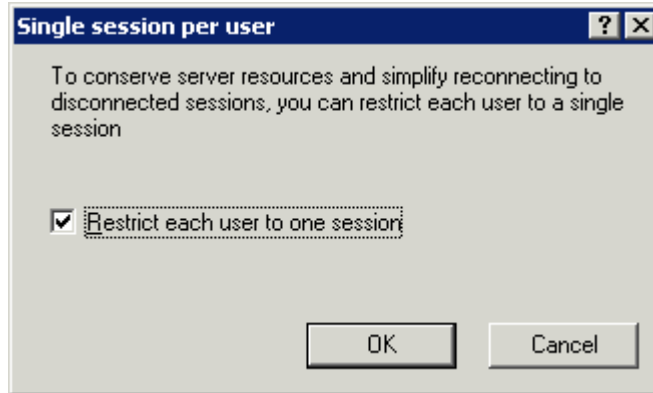 Single session per user
To conserve server resources and simplify reconnecting to
disconnected sessions, you can restrict each user to a single
session
Restrict each user to one session
OK
Cancel